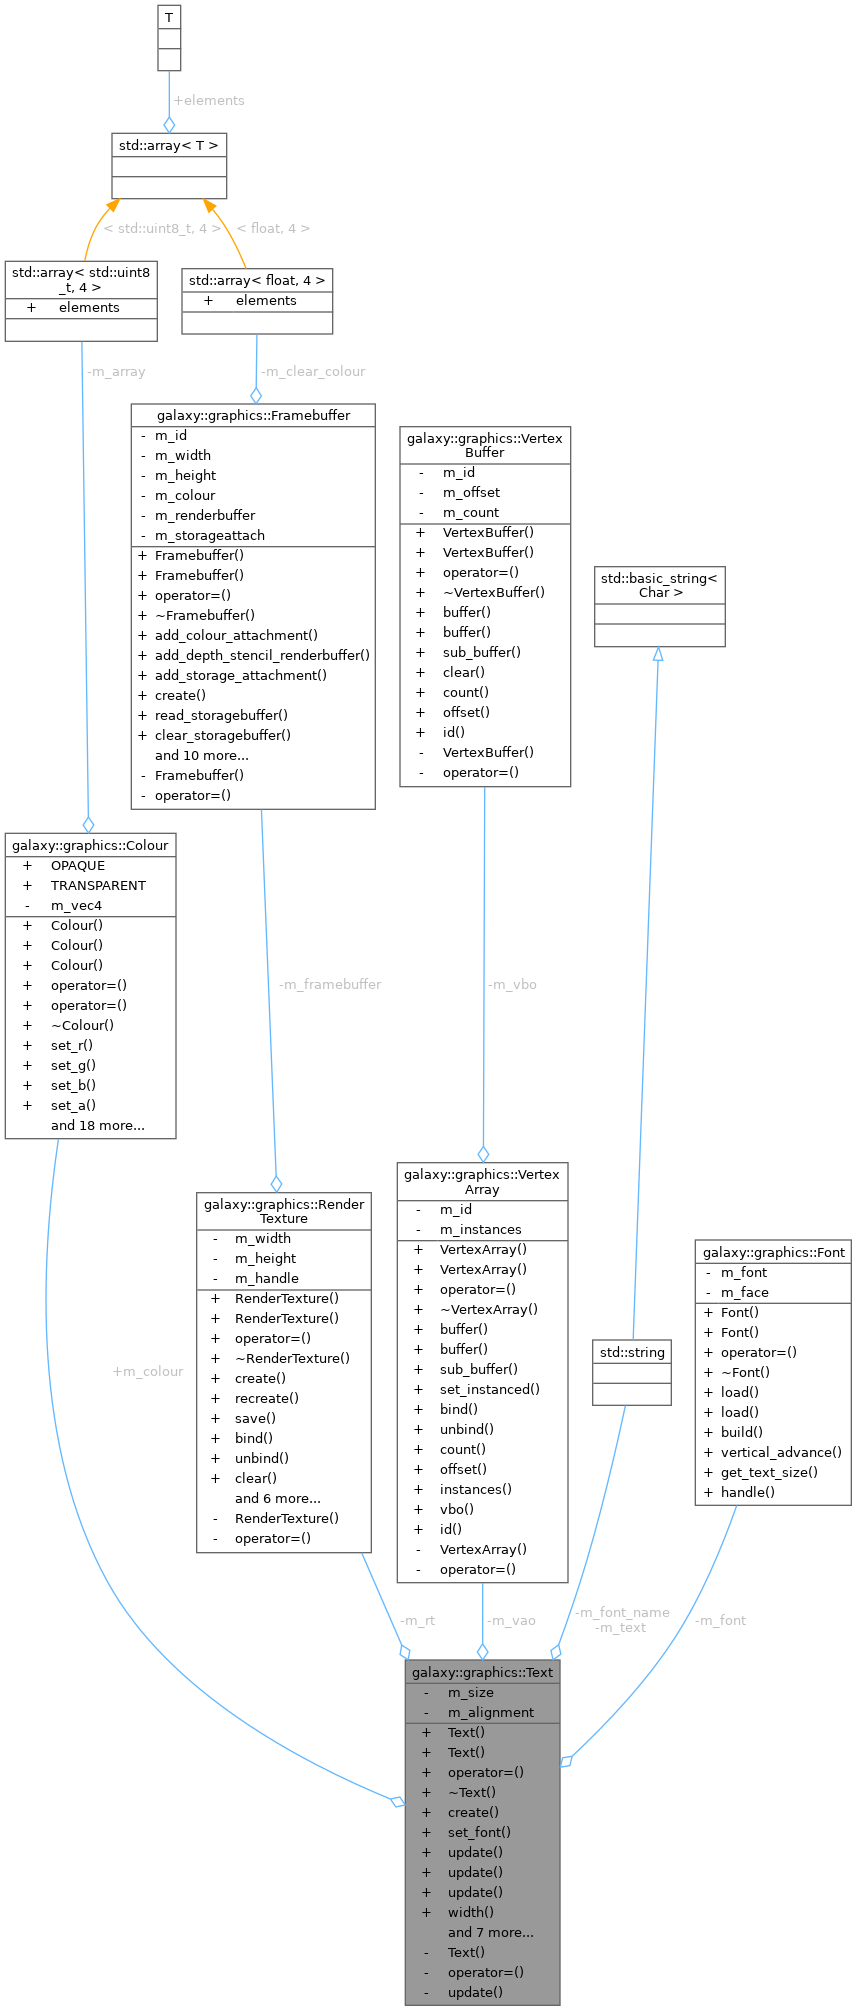 T
+elements
std::array< T >
< std::uint8_t, 4 >
< float, 4 >
std::array< std::uint8
_t, 4 >
+ elements
std::array< float, 4 >
+ elements
-m_array
-m_clear_colour
galaxy::graphics::Framebuffer
- m_id
- m_width
- m_height
- m_colour
- m_renderbuffer
- m_storageattach
+ Framebuffer()
+ Framebuffer()
+ operator=()
+ ~Framebuffer()
+ add_colour_attachment()
+ add_depth_stencil_renderbuffer()
+ add_storage_attachment()
+ create()
+ read_storagebuffer()
+ clear_storagebuffer()
and 10 more...
- Framebuffer()
- operator=()
galaxy::graphics::Vertex
Buffer
- m_id
- m_offset
- m_count
+ VertexBuffer()
+ VertexBuffer()
+ operator=()
+ ~VertexBuffer()
+ buffer()
+ buffer()
+ sub_buffer()
+ clear()
+ count()
+ offset()
+ id()
- VertexBuffer()
- operator=()
std::basic_string<
Char >
galaxy::graphics::Colour
+ OPAQUE
+ TRANSPARENT
- m_vec4
+ Colour()
+ Colour()
+ Colour()
+ operator=()
+ operator=()
+ ~Colour()
+ set_r()
+ set_g()
+ set_b()
+ set_a()
and 18 more...
-m_framebuffer
-m_vbo
galaxy::graphics::Render
Texture
- m_width
- m_height
- m_handle
+ RenderTexture()
+ RenderTexture()
+ operator=()
+ ~RenderTexture()
+ create()
+ recreate()
+ save()
+ bind()
+ unbind()
+ clear()
and 6 more...
- RenderTexture()
- operator=()
galaxy::graphics::Vertex
Array
- m_id
- m_instances
+ VertexArray()
+ VertexArray()
+ operator=()
+ ~VertexArray()
+ buffer()
+ buffer()
+ sub_buffer()
+ set_instanced()
+ bind()
+ unbind()
+ count()
+ offset()
+ instances()
+ vbo()
+ id()
- VertexArray()
- operator=()
std::string
galaxy::graphics::Font
- m_font
- m_face
+ Font()
+ Font()
+ operator=()
+ ~Font()
+ load()
+ load()
+ build()
+ vertical_advance()
+ get_text_size()
+ handle()
+m_colour
-m_rt
-m_vao
-m_font_name
-m_text
-m_font
galaxy::graphics::Text
- m_size
- m_alignment
+ Text()
+ Text()
+ operator=()
+ ~Text()
+ create()
+ set_font()
+ update()
+ update()
+ update()
+ width()
and 7 more...
- Text()
- operator=()
- update()